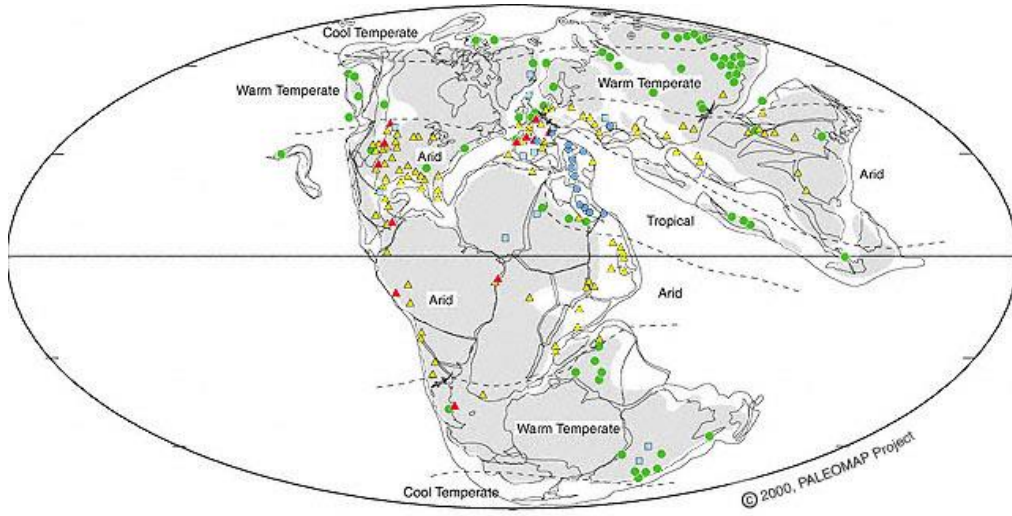 Cool Temperate
Warm Temperate
Warm Temperate
Arid
Arid
Tropical
Arid
Arid
Warm Temperate
Cool Temperate
© 2000, PALEOMAP Project